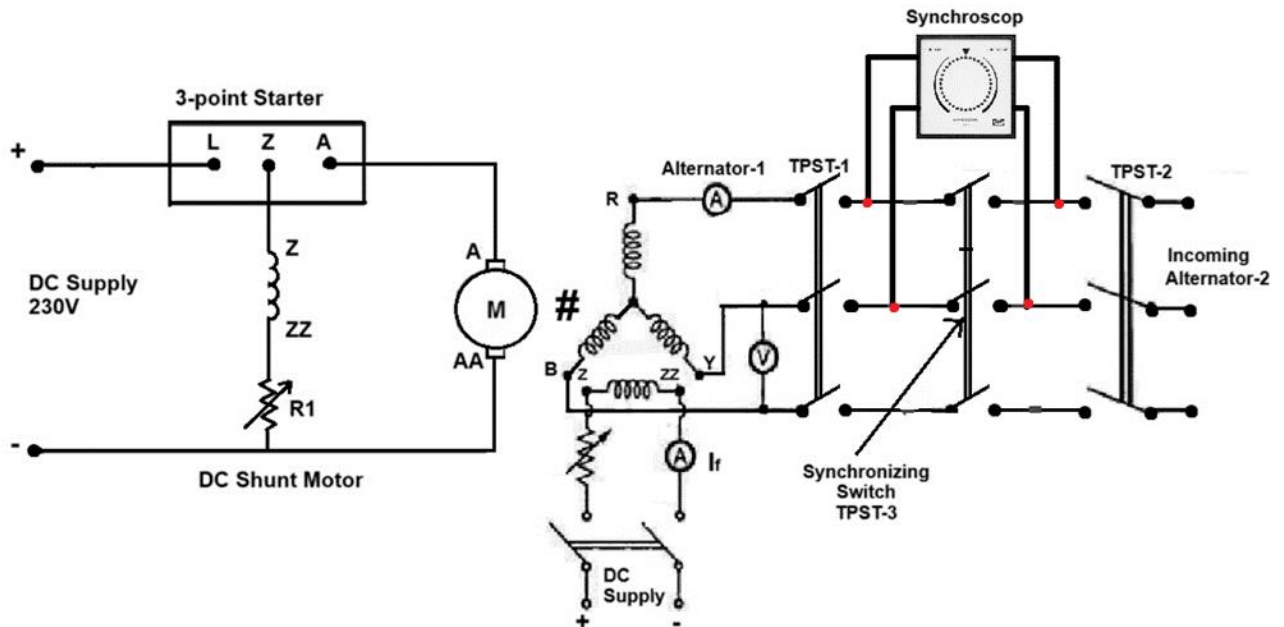 Synchroscop
3-point Starter
L Z A
+
Alternator-1
TPST-1
TPST-2
R
A
Z
A
DC Supply
230V
M
#
Incoming
Alternator-2
ZZ
AA
B
Z
ZZ
Y
V
R1
-
DC Shunt Motor
A
If
Synchronizing
Switch
TPST-3
DC
Supply
+ -